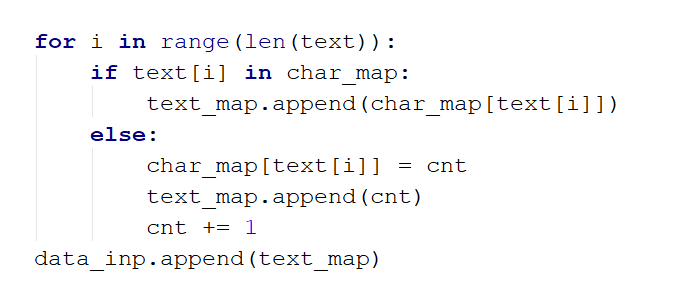 for i in range(len(text)):
    if text[i] in char_map:
        text_map.append(char_map[text[i]])
    else:
        char_map[text[i]] = cnt
        text_map.append(cnt)
        cnt += 1
data_inp.append(text_map)